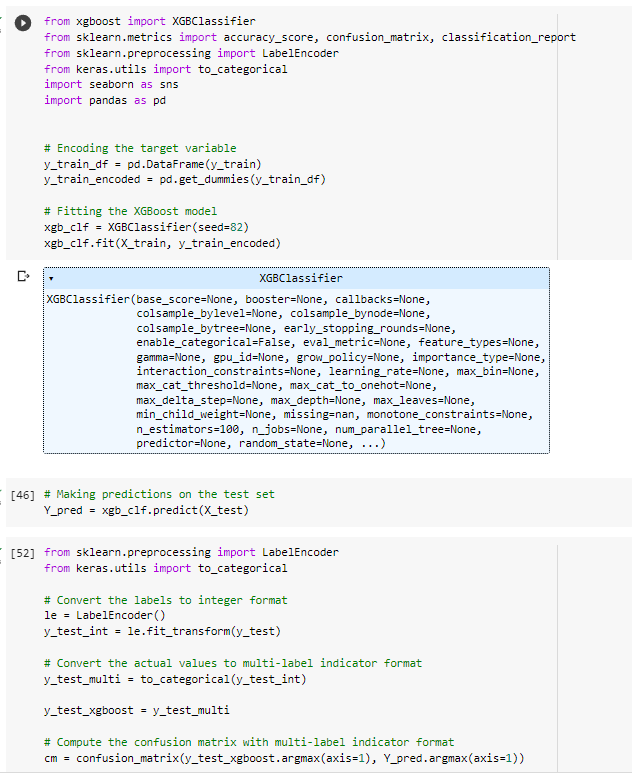 from xgboost import XGBClassifier
from sklearn.metrics import accuracy_score, confusion_matrix, classification_report
from sklearn.preprocessing import LabelEncoder
from keras.utils import to_categorical
import seaborn as sns
import pandas as pd
# Encoding the target variable
y_train_df = pd.DataFrame(y_train)
y_train_encoded = pd.get_dummies(y_train_df)
# Fitting the XGBoost model
xgb_clf = XGBClassifier(seed=82)
xgb_clf.fit(X_train, y_train_encoded)
XGBClassifier
XGBClassifier(base_score=None, booster=None, callbacks=None,
colsample_bylevel=None, colsample_bynode=None,
colsample_bytree=None, early_stopping_rounds=None,
enable_categorical=False, eval_metric=None, feature_types=None,
gamma=None, gpu_id=None, grow_policy=None, importance_type=None,
interaction_constraints=None, learning_rate=None, max_bin=None,
max_cat_threshold=None, max_cat_to_onehot=None,
max_delta_step=None, max_depth=None, max_leaves=None,
min_child_weight=None, missing=nan, monotone_constraints=None,
n_estimators=100, n_jobs=None, num_parallel_tree=None,
predictor=None, random_state=None, ...)
[46] # Making predictions on the test set
Y_pred = xgb_clf.predict(X_test)
[52] from sklearn.preprocessing import LabelEncoder
from keras.utils import to_categorical
# Convert the labels to integer format
le = LabelEncoder()
y_test_int = le.fit_transform(y_test)
# Convert the actual values to multi-label indicator format
y_test_multi = to_categorical(y_test_int)
y_test_xgboost = y_test_multi
# Compute the confusion matrix with multi-label indicator format
cm = confusion_matrix(y_test_xgboost.argmax(axis=1), Y_pred.argmax(axis=1))